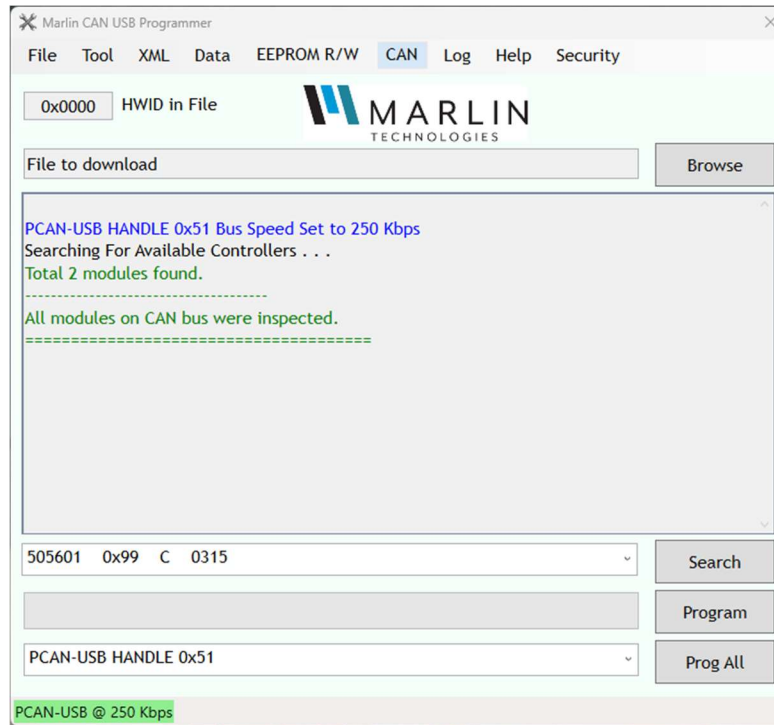 Marlin CAN USB Programmer
File Tool XML Data EEPROM R/W CAN Log Help Security
0x0000 HWID in File
MARLIN
TECHNOLOGIES
File to download Browse
PCAN-USB HANDLE 0x51 Bus Speed Set to 250 Kbps
Searching For Available Controllers . . .
Total 2 modules found.
-------------------------------------
All modules on CAN bus were inspected.
======================================
505601 0x99 C 0315 Search
Program
PCAN-USB HANDLE 0x51 Prog All
PCAN-USB @ 250 Kbps